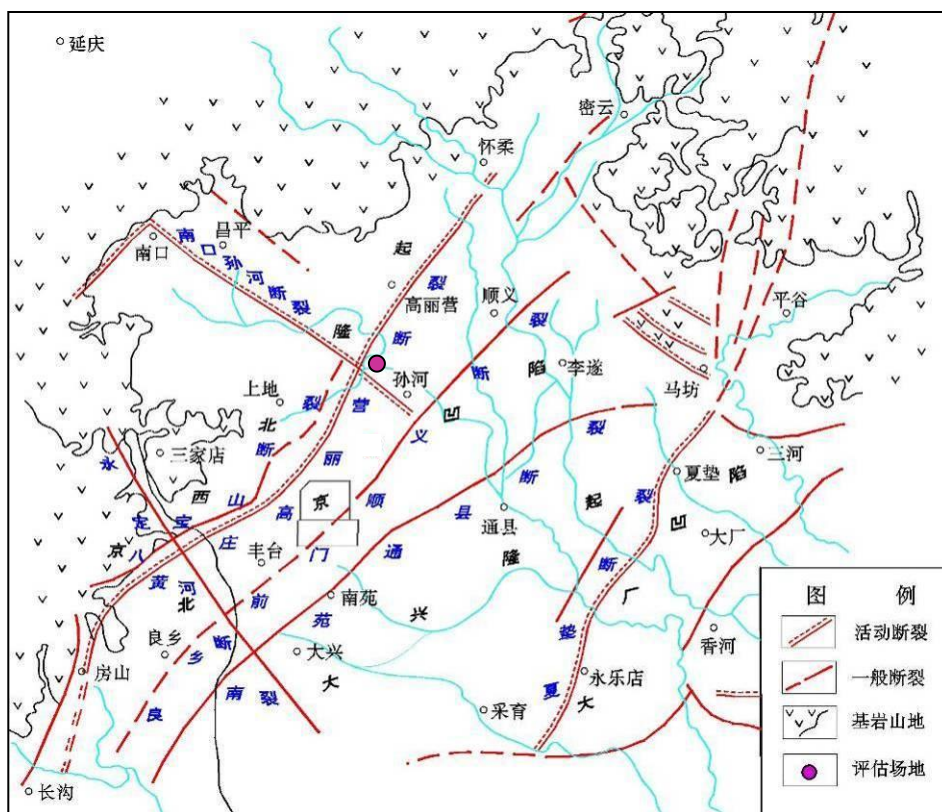 延庆
密云
怀柔
昌平
南口
南口孙河断裂
起
隆
高丽营
顺义
平谷
李遂
马坊
孙河
上地
三家店
三河
夏垫
大厂
通县
丰台
南苑
大兴
良乡
房山
长沟
采育
永乐店
香河
黄庄高丽营断裂
八宝山断裂
良乡前门顺义断裂
南苑通县断裂
夏垫断裂
永定河断裂
京西北隆起
北京凹陷
大兴隆起
大厂凹陷
图 例
活动断裂
一般断裂
基岩山地
评估场地